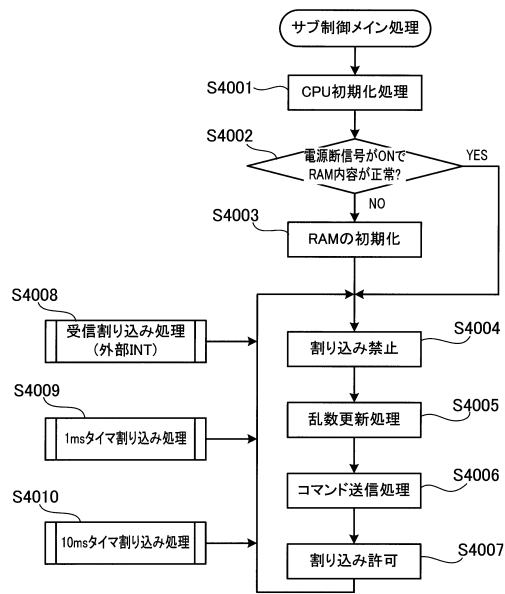 サブ制御メイン処理
S4001
CPU初期化処理
S4002
電源断信号がONで
RAM内容が正常?
YES
NO
S4003
RAMの初期化
S4008
受信割り込み処理
(外部INT)
S4004
割り込み禁止
S4009
1msタイマ割り込み処理
S4005
乱数更新処理
S4006
コマンド送信処理
S4010
10msタイマ割り込み処理
S4007
割り込み許可